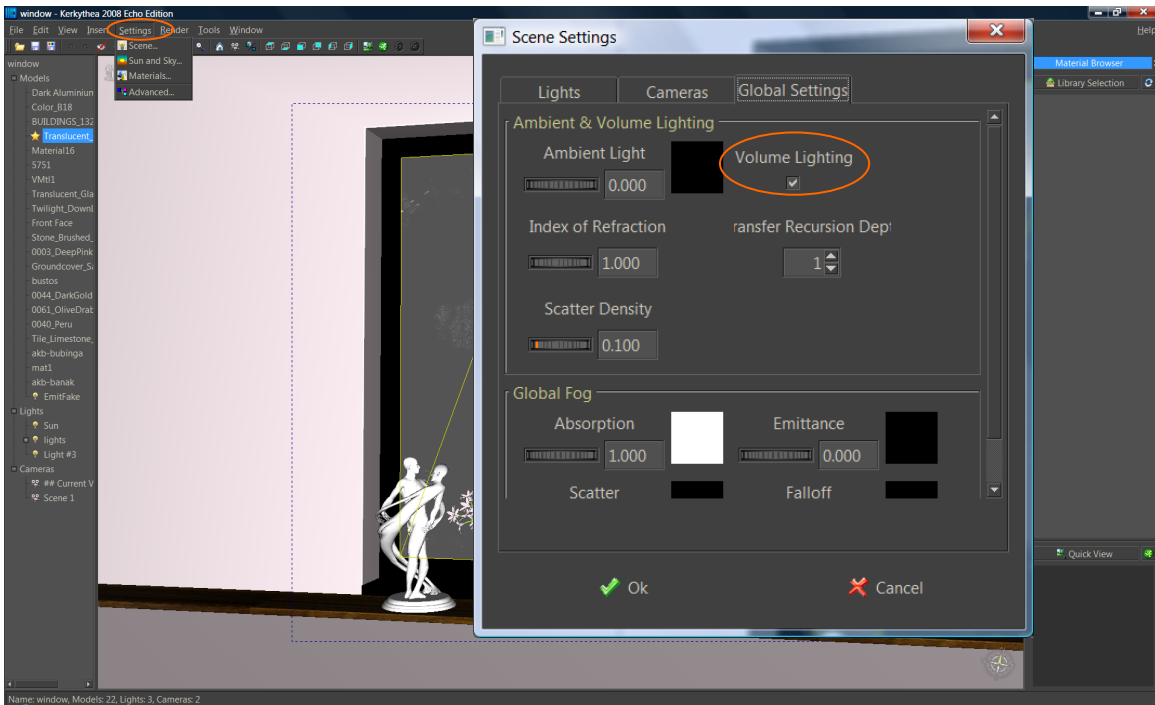 window - Kerkythea 2008 Echo Edition
File Edit View Insert Settings Render Tools Window Help
Scene...
Sun and Sky...
Materials...
Advanced...
window
Models
Dark Aluminiun
Color_B18
BUILDINGS_132
Translucent_
Material16
5751
VMtl1
Translucent_Gla
Twilight_Downl
Front Face
Stone_Brushed_
0003_DeepPink
Groundcover_Sa
bustos
0044_DarkGold
0061_OliveDrab
0040_Peru
Tile_Limestone_
akb-bubinga
mat1
akb-banak
EmitFake
Lights
Sun
lights
Light #3
Cameras
## Current V
Scene 1
Scene Settings
Lights Cameras Global Settings
Ambient & Volume Lighting
Ambient Light Volume Lighting
0.000
Index of Refraction ransfer Recursion Dept
1.000 1
Scatter Density
0.100
Global Fog
Absorption Emittance
1.000 0.000
Scatter Falloff
Ok Cancel
Material Browser
Library Selection
Quick View
Name: window, Models: 22, Lights: 3, Cameras: 2